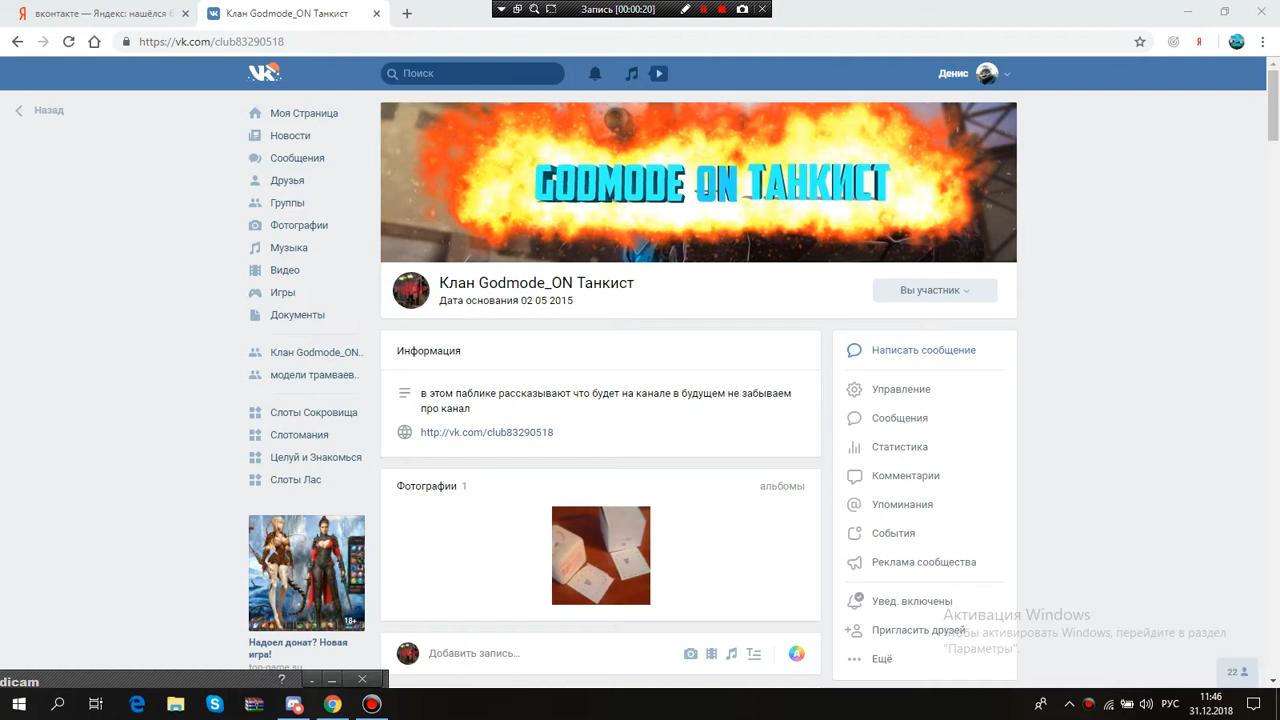 вконтакте — Яндекс нашёлся 6
Клан Godmode_ON Танкист
Запись [00:00:20]
https://vk.com/club83290518
Поиск
Денис
Назад
GODMODE ON ТАНКИСТ
Моя Страница
Новости
Сообщения
Друзья
Группы
Фотографии
Музыка
Видео
Игры
Документы
Клан Godmode_ON..
модели трамваев..
Слоты Сокровища
Слотомания
Целуй и Знакомься
Слоты Лас
18+
Надоел донат? Новая
игра!
top-game.su
Клан Godmode_ON Танкист
Дата основания 02 05 2015
Вы участник
Информация
в этом паблике рассказывают что будет на канале в будущем не забываем
про канал
http://vk.com/club83290518
Фотографии 1
альбомы
Добавить запись...
Написать сообщение
Управление
Сообщения
Статистика
Комментарии
Упоминания
События
Реклама сообщества
Увед. включены
Пригласить друзей
Ещё
Активация Windows
Чтобы активировать Windows, перейдите в раздел
"Параметры".
22
dicam
?
РУС
11:46
31.12.2018